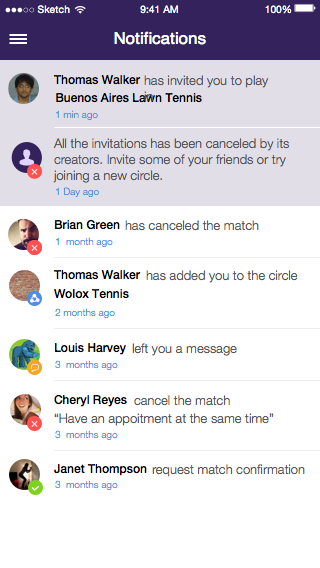 Sketch 9:41 AM 100%
Notifications
Thomas Walker has invited you to play
in
Buenos Aires Lawn Tennis
1 min ago
All the invitations has been canceled by its
creators. Invite some of your friends or try
joining a new circle.
1 Day ago
Brian Green has canceled the match
1 month ago
Thomas Walker has added you to the circle
Wolox Tennis
2 months ago
Louis Harvey left you a message
3 months ago
Cheryl Reyes cancel the match
“Have an appoitment at the same time”
3 months ago
Janet Thompson request match confirmation
3 months ago